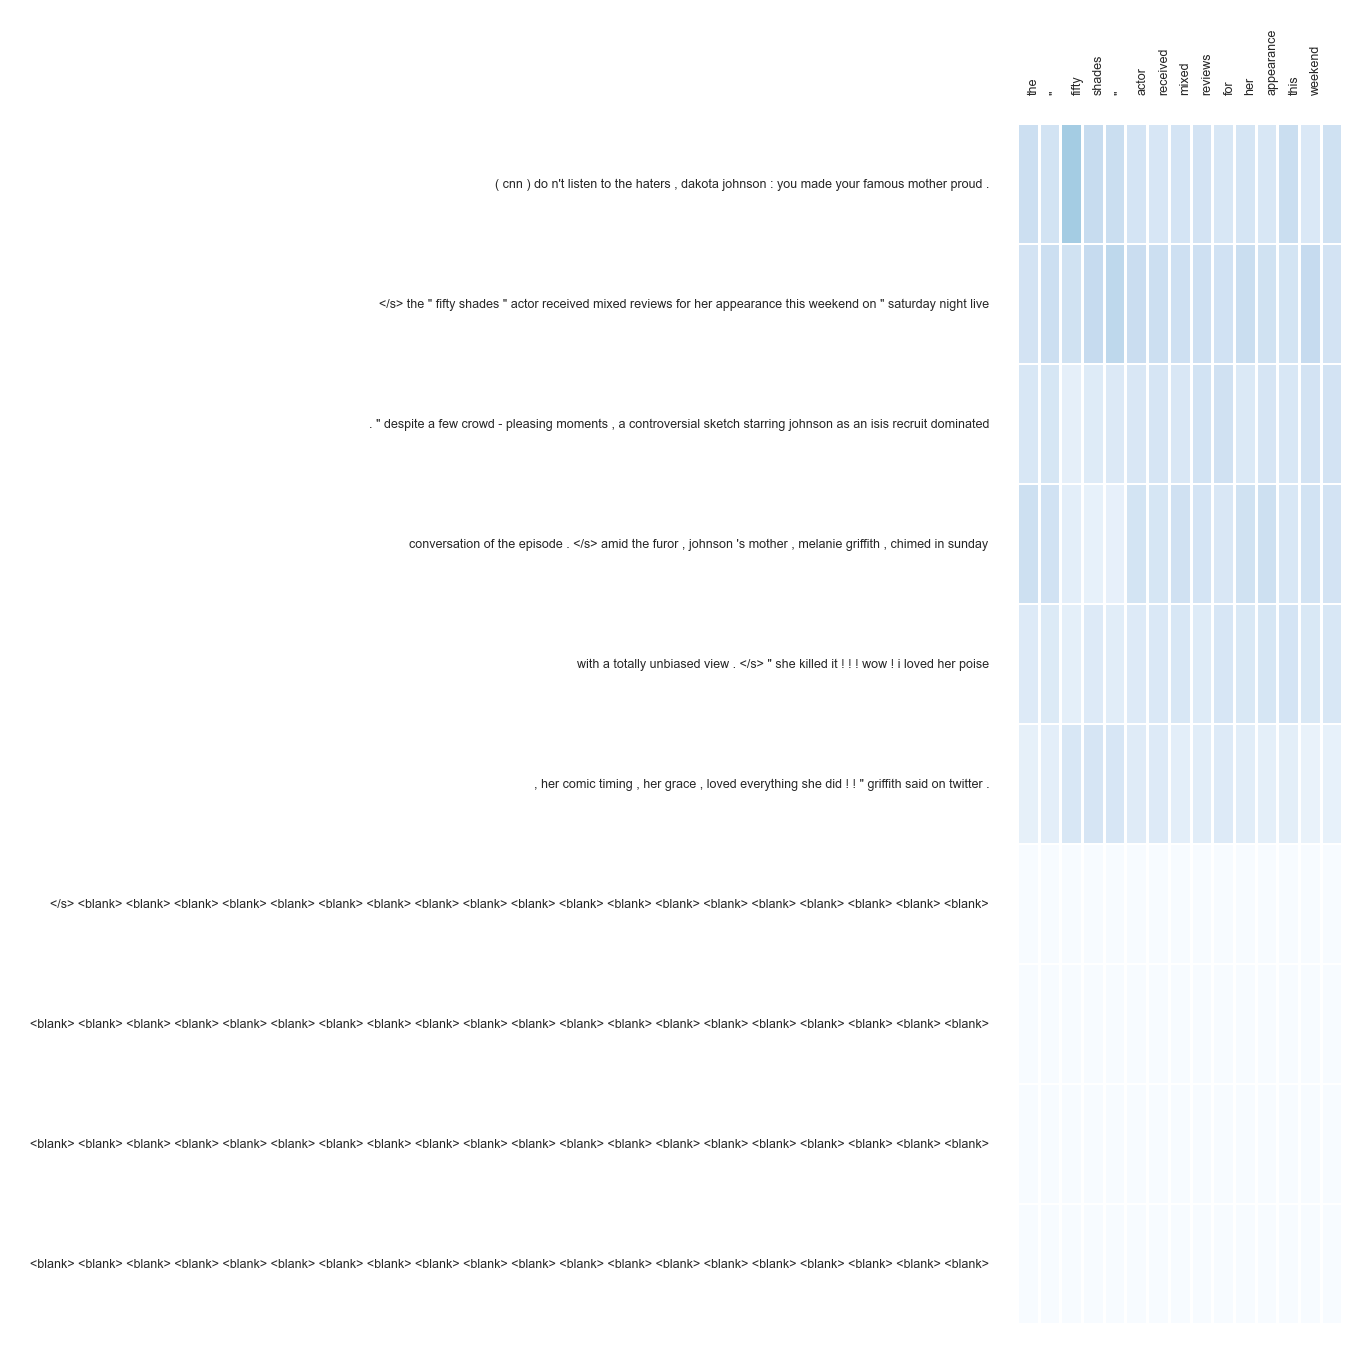 the " fifty shades " actor received mixed reviews for her appearance this weekend
( cnn ) do n't listen to the haters , dakota johnson : you made your famous mother proud .
</s> the " fifty shades " actor received mixed reviews for her appearance this weekend on " saturday night live
. " despite a few crowd - pleasing moments , a controversial sketch starring johnson as an isis recruit dominated
conversation of the episode . </s> amid the furor , johnson 's mother , melanie griffith , chimed in sunday
with a totally unbiased view . </s> " she killed it ! ! ! wow ! i loved her poise
, her comic timing , her grace , loved everything she did ! ! " griffith said on twitter .
</s> <blank> <blank> <blank> <blank> <blank> <blank> <blank> <blank> <blank> <blank> <blank> <blank> <blank> <blank> <blank> <blank> <blank> <blank> <blank>
<blank> <blank> <blank> <blank> <blank> <blank> <blank> <blank> <blank> <blank> <blank> <blank> <blank> <blank> <blank> <blank> <blank> <blank> <blank> <blank>
<blank> <blank> <blank> <blank> <blank> <blank> <blank> <blank> <blank> <blank> <blank> <blank> <blank> <blank> <blank> <blank> <blank> <blank> <blank> <blank>
<blank> <blank> <blank> <blank> <blank> <blank> <blank> <blank> <blank> <blank> <blank> <blank> <blank> <blank> <blank> <blank> <blank> <blank> <blank> <blank>